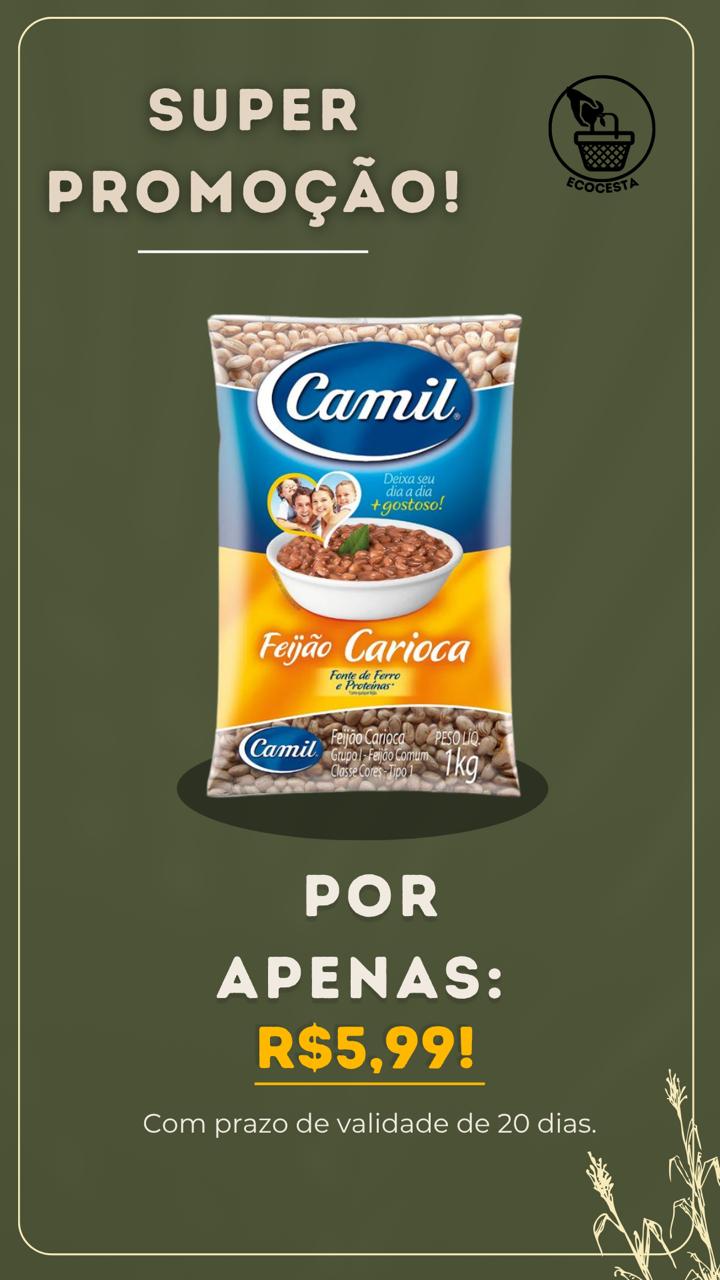 SUPER
PROMOÇÃO!
ECOCESTA
Camil®
Deixa seu
dia a dia
+gostoso!
Feijão Carioca
Fonte de Ferro
e Proteínas*
Camil
Feijão Carioca
Grupo I - Feijão Comum
Classe Cores - Tipo 1
PESO LÍQ.
1kg
POR
APENAS:
R$5,99!
Com prazo de validade de 20 dias.